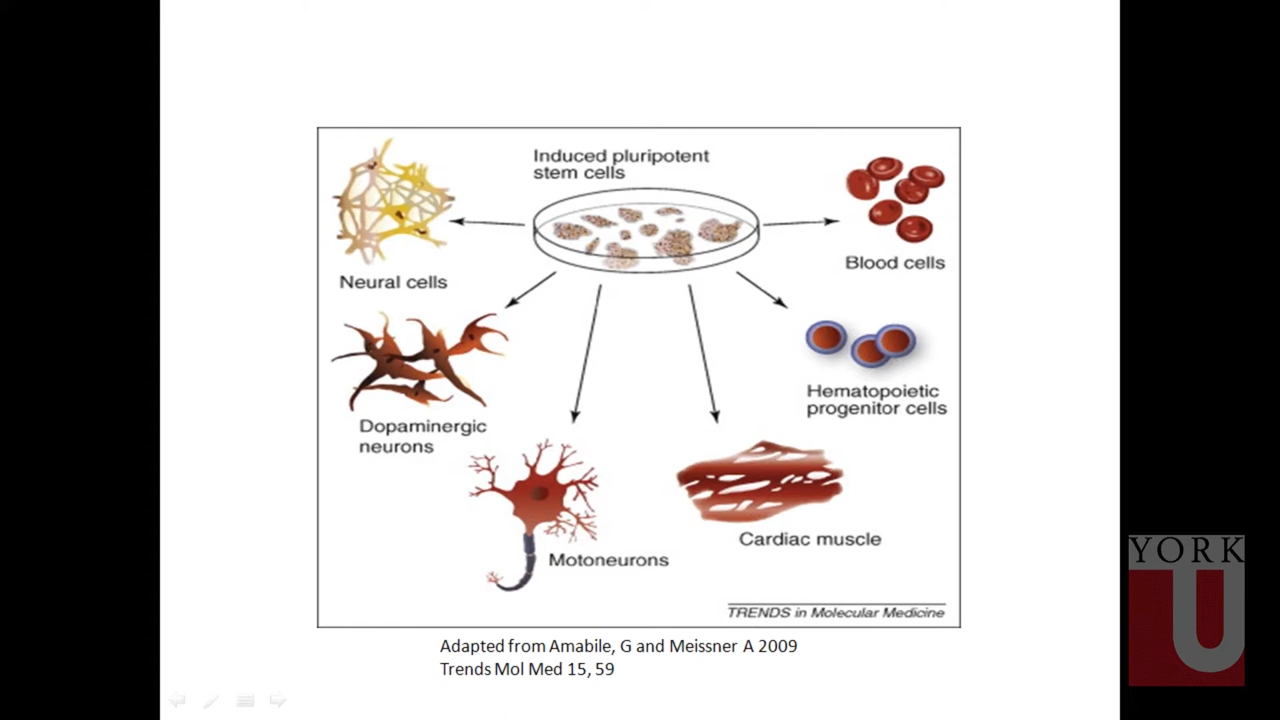 Induced pluripotent
stem cells
Neural cells
Blood cells
Dopaminergic
neurons
Hematopoietic
progenitor cells
Motoneurons
Cardiac muscle
TRENDS in Molecular Medicine
Adapted from Amabile, G and Meissner A 2009
Trends Mol Med 15, 59
YORK
U